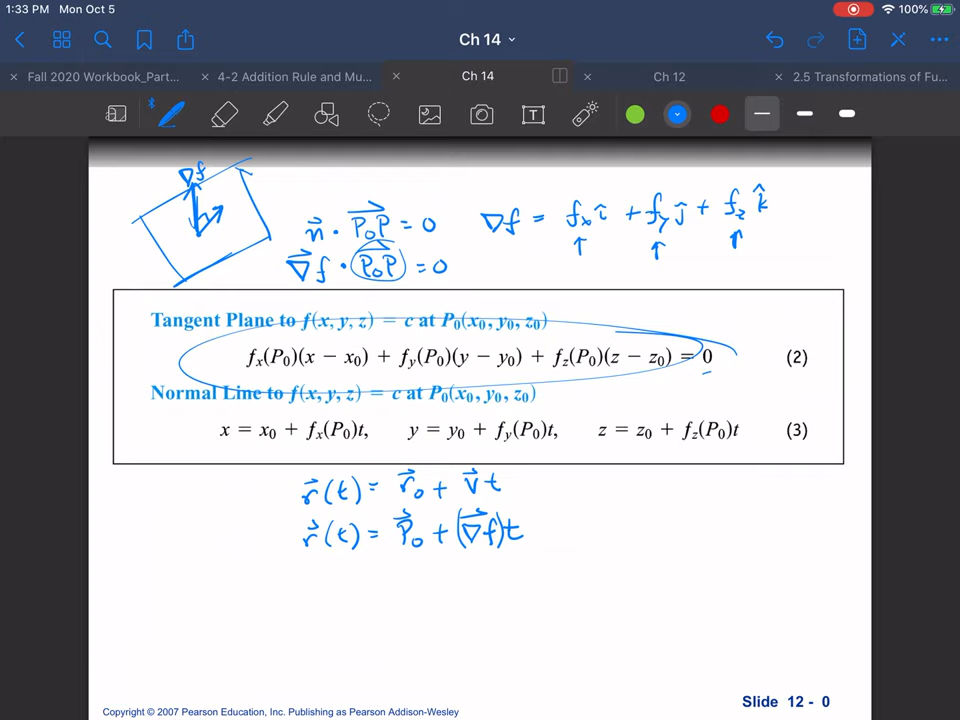 1:33 PM Mon Oct 5
100%
Ch 14
Fall 2020 Workbook_Part...
4-2 Addition Rule and Mu...
Ch 14
Ch 12
2.5 Transformations of Fu...
∇f
n⃗ · P₀P⃗ = 0
∇f = fₓ î + f_y ĵ + f_z k̂
∇⃗f · (P₀P⃗) = 0
Tangent Plane to f(x, y, z) = c at P₀(x₀, y₀, z₀)
fₓ(P₀)(x − x₀) + f_y(P₀)(y − y₀) + f_z(P₀)(z − z₀) = 0 (2)
Normal Line to f(x, y, z) = c at P₀(x₀, y₀, z₀)
x = x₀ + fₓ(P₀)t, y = y₀ + f_y(P₀)t, z = z₀ + f_z(P₀)t (3)
r⃗(t) = r⃗₀ + v⃗ t
r⃗(t) = P⃗₀ + (∇⃗f)t
Slide 12 - 0
Copyright © 2007 Pearson Education, Inc. Publishing as Pearson Addison-Wesley